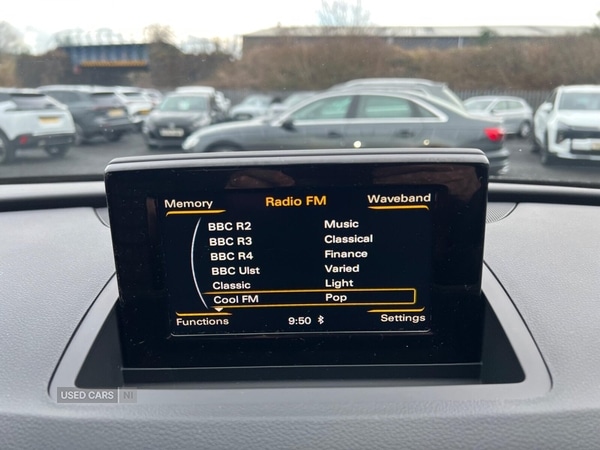 Memory Radio FM Waveband
BBC R2 Music
BBC R3 Classical
BBC R4 Finance
BBC Ulst Varied
Classic Light
Cool FM Pop
Functions 9:50 Settings
USED CARS NI